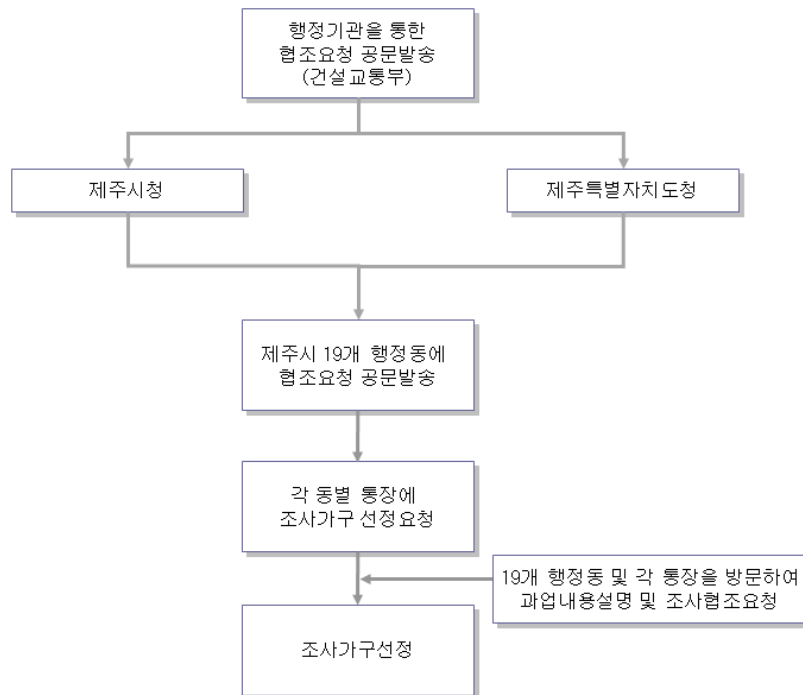 행정기관을 통한
협조요청 공문발송
(건설교통부)
제주시청
제주특별자치도청
제주시 19개 행정동에
협조요청 공문발송
각 동별 통장에
조사가구 선정요청
19개 행정동 및 각 통장을 방문하여
과업내용설명 및 조사협조요청
조사가구선정